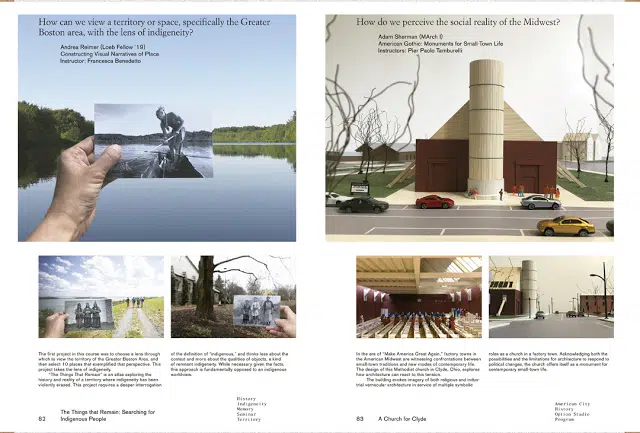 How can we view a territory or space, specifically the Greater
Boston area, with the lens of indigeneity?
Andrea Reimer (Loeb Fellow '19)
Constructing Visual Narratives of Place
Instructor: Francesca Benedetto
The first project in this course was to choose a lens through
which to view the territory of the Greater Boston Area, and
then select 10 places that exemplified that perspective. This
project takes the lens of indigeneity.
"The Things that Remain" is an atlas exploring the
history and reality of a territory where indigeneity has been
violently erased. This project requires a deeper interrogation
of the definition of "indigenous," and thinks less about the
contest and more about the qualities of objects, a kind
of remnant imperialism. While necessary given the facts,
this approach is fundamentally opposed to an indigenous
worldview.
62
The Things that Remain: Searching for
Indigenous People
History
Indigeneity
Memory
Seminar
Territory
How do we perceive the social reality of the Midwest?
Adam Sherman (MArch I)
American Gothic: Monuments for Small-Town Life
Instructors: Pier Paolo Tamburelli
In the era of "Make America Great Again," factory towns in
the American Midwest are witnessing confrontations between
small-town traditions and new modes of contemporary life.
The design of this Methodist church in Clyde, Ohio, explores
how architecture can react to this tension.
The building evokes imagery of both religious and indus-
trial vernacular architecture in service of multiple symbolic
roles as a church in a factory town. Acknowledging both the
possibilities and the limitations for architecture to respond to
political changes, the church offers itself as a monument for
contemporary small-town life.
63
A Church for Clyde
American City
History
Option Studio
Program